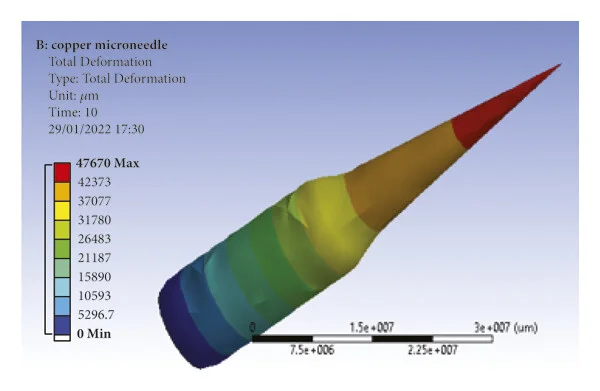 B: copper microneedle
Total Deformation
Type: Total Deformation
Unit: μm
Time: 10
29/01/2022 17:30
47670 Max
42373
37077
31780
26483
21187
15890
10593
5296.7
0 Min
0 1.5e+007 3e+007 (um)
7.5e+006 2.25e+007